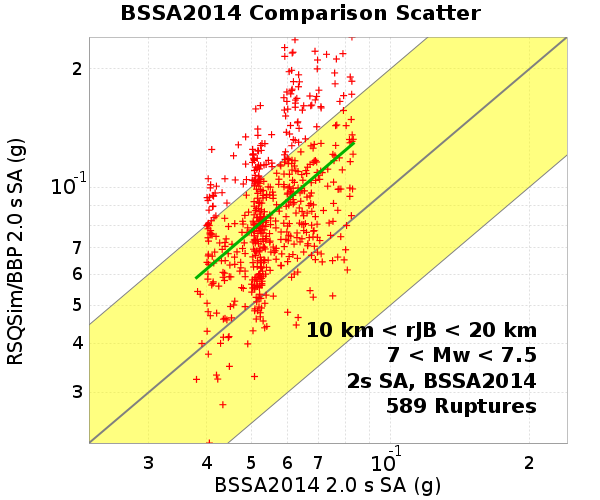 BSSA2014 Comparison Scatter
RSQSim/BBP 2.0 s SA (g)
2
10⁻¹
7
6
5
4
3
10 km < rJB < 20 km
7 < Mw < 7.5
2s SA, BSSA2014
589 Ruptures
3 4 5 6 7 10⁻¹ 2
BSSA2014 2.0 s SA (g)